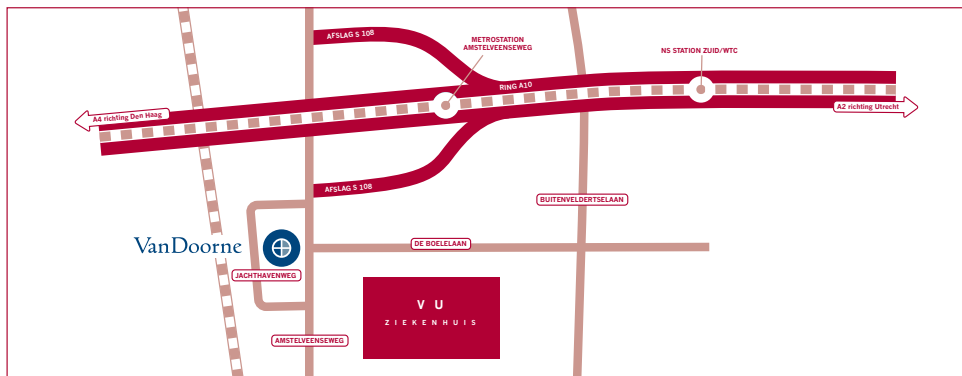 AFSLAG S 108
METROSTATION
AMSTELVEENSEWEG
NS STATION ZUID/WTC
RING A10
A4 richting Den Haag
A2 richting Utrecht
AFSLAG S 108
BUITENVELDERTSELAAN
VanDoorne
DE BOELELAAN
JACHTHAVENWEG
VU
ZIEKENHUIS
AMSTELVEENSEWEG